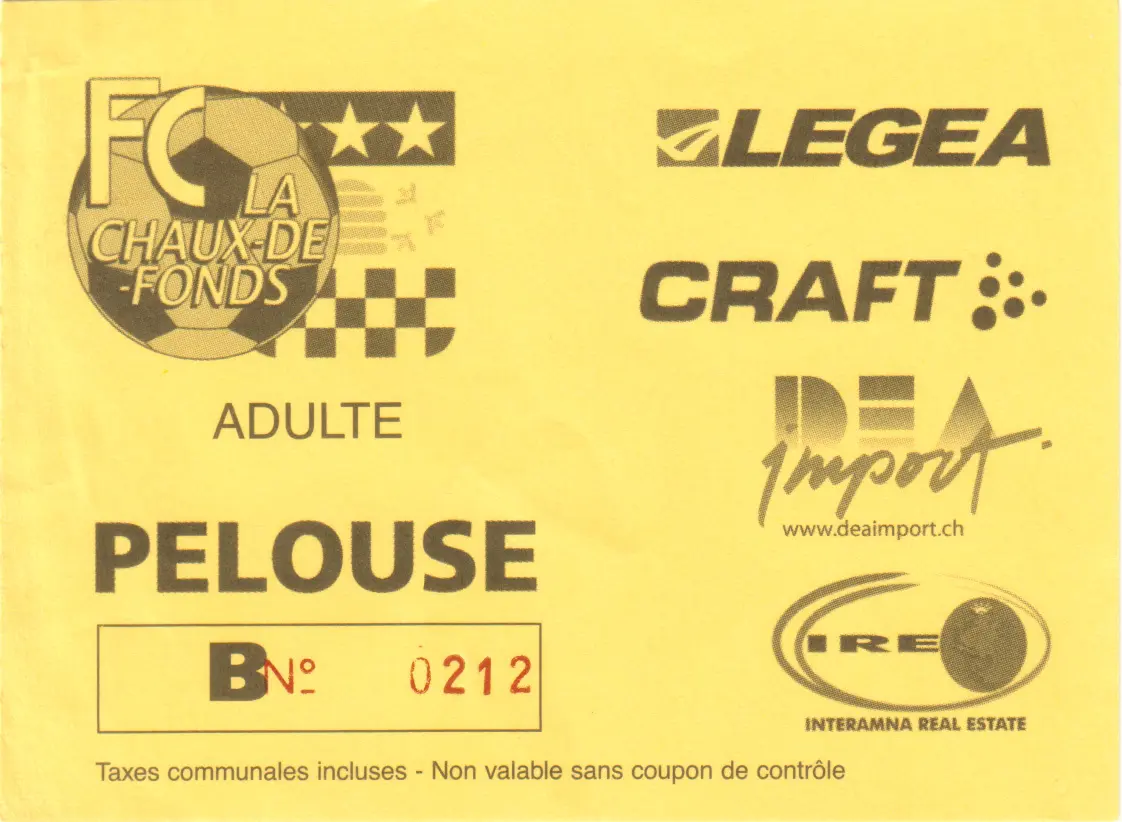 FC
LA
CHAUX-DE
-FONDS
ADULTE
PELOUSE
B Nº 0212
Taxes communales incluses - Non valable sans coupon de contrôle
LEGEA
CRAFT
DEA
import
www.deaimport.ch
IRE
INTERAMNA REAL ESTATE